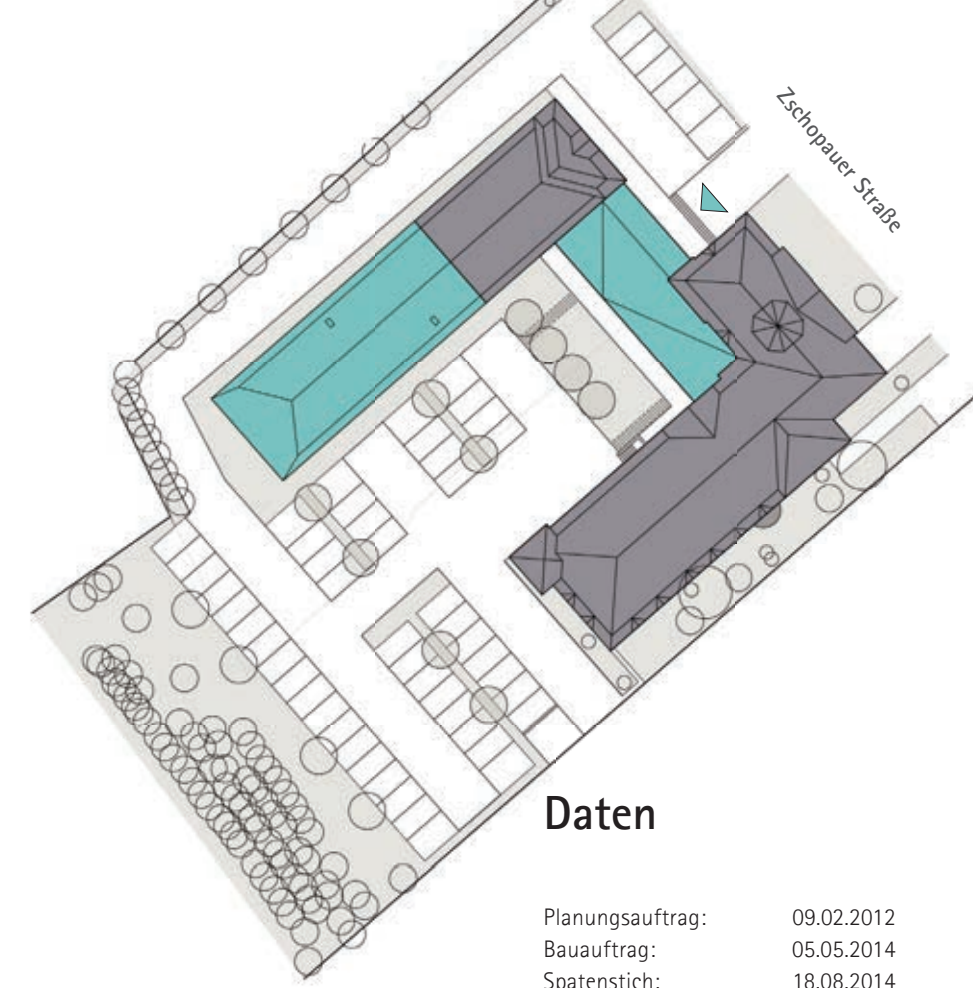 Zschopauer Straße
Daten
Planungsauftrag: 09.02.2012
Bauauftrag: 05.05.2014
Spatenstich: 18.08.2014